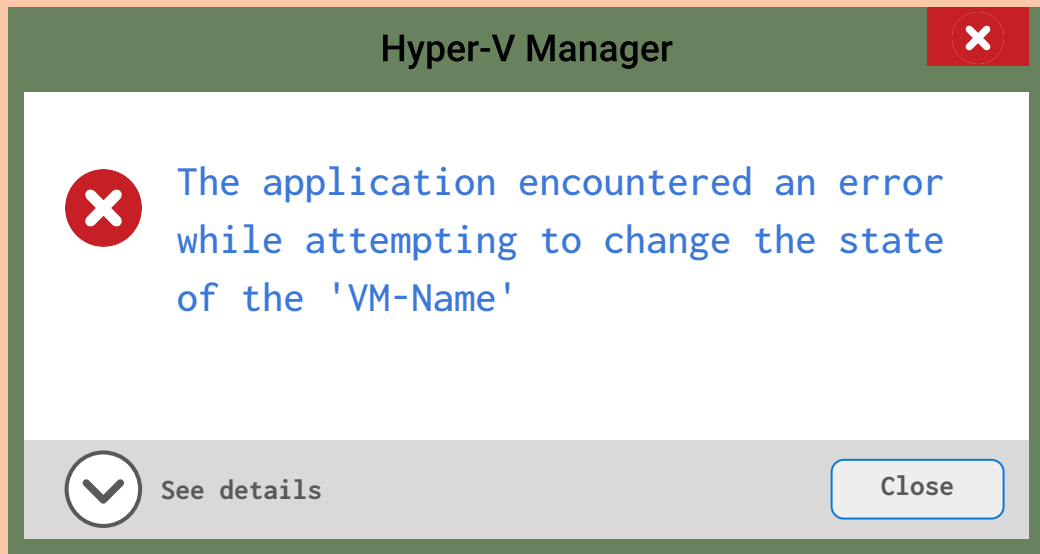 Hyper-V Manager
The application encountered an error
while attempting to change the state
of the 'VM-Name'
See details
Close